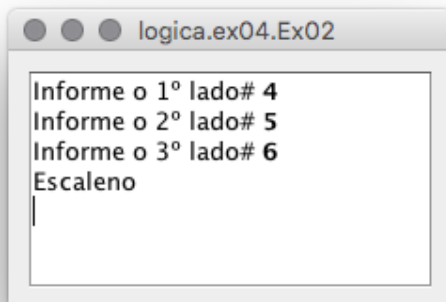 logica.ex04.Ex02
Informe o 1º lado# 4
Informe o 2º lado# 5
Informe o 3º lado# 6
Escaleno